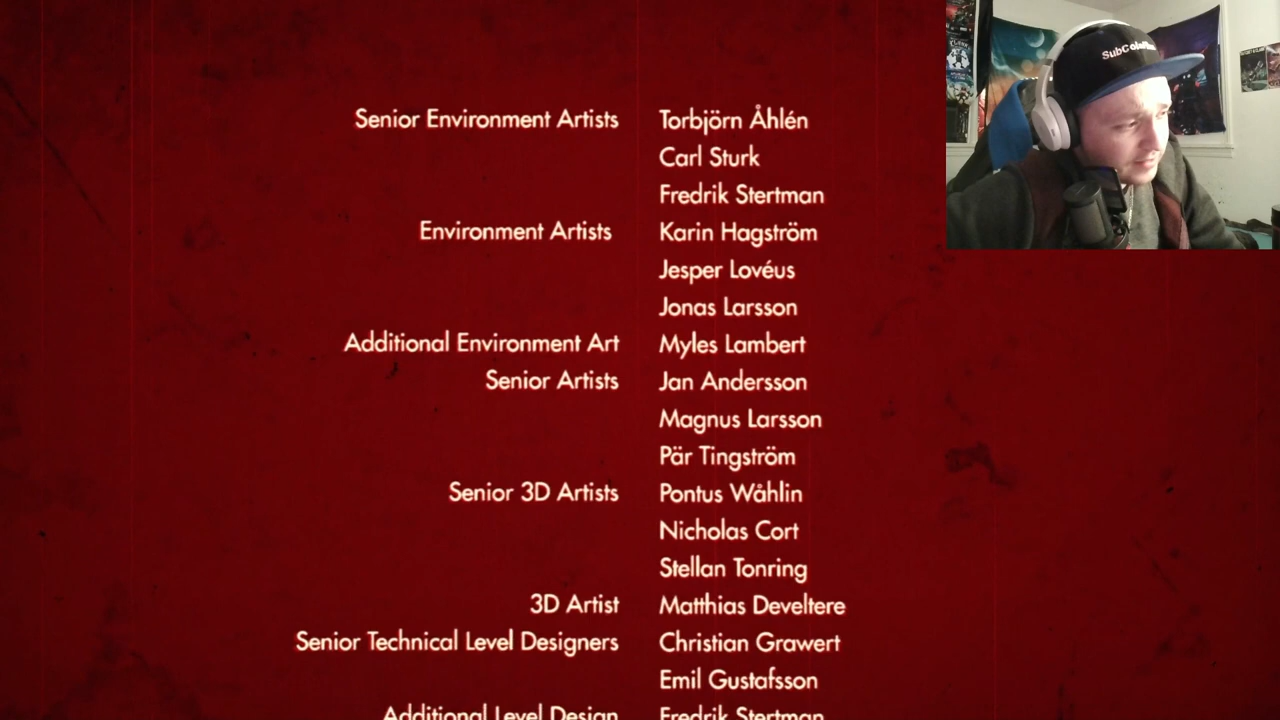 Senior Environment Artists Torbjörn Åhlén
Carl Sturk
Fredrik Stertman
Environment Artists Karin Hagström
Jesper Lovéus
Jonas Larsson
Additional Environment Art Myles Lambert
Senior Artists Jan Andersson
Magnus Larsson
Pär Tingström
Senior 3D Artists Pontus Wåhlin
Nicholas Cort
Stellan Tonring
3D Artist Matthias Develtere
Senior Technical Level Designers Christian Grawert
Emil Gustafsson
Additional Level Design Fredrik Stertman